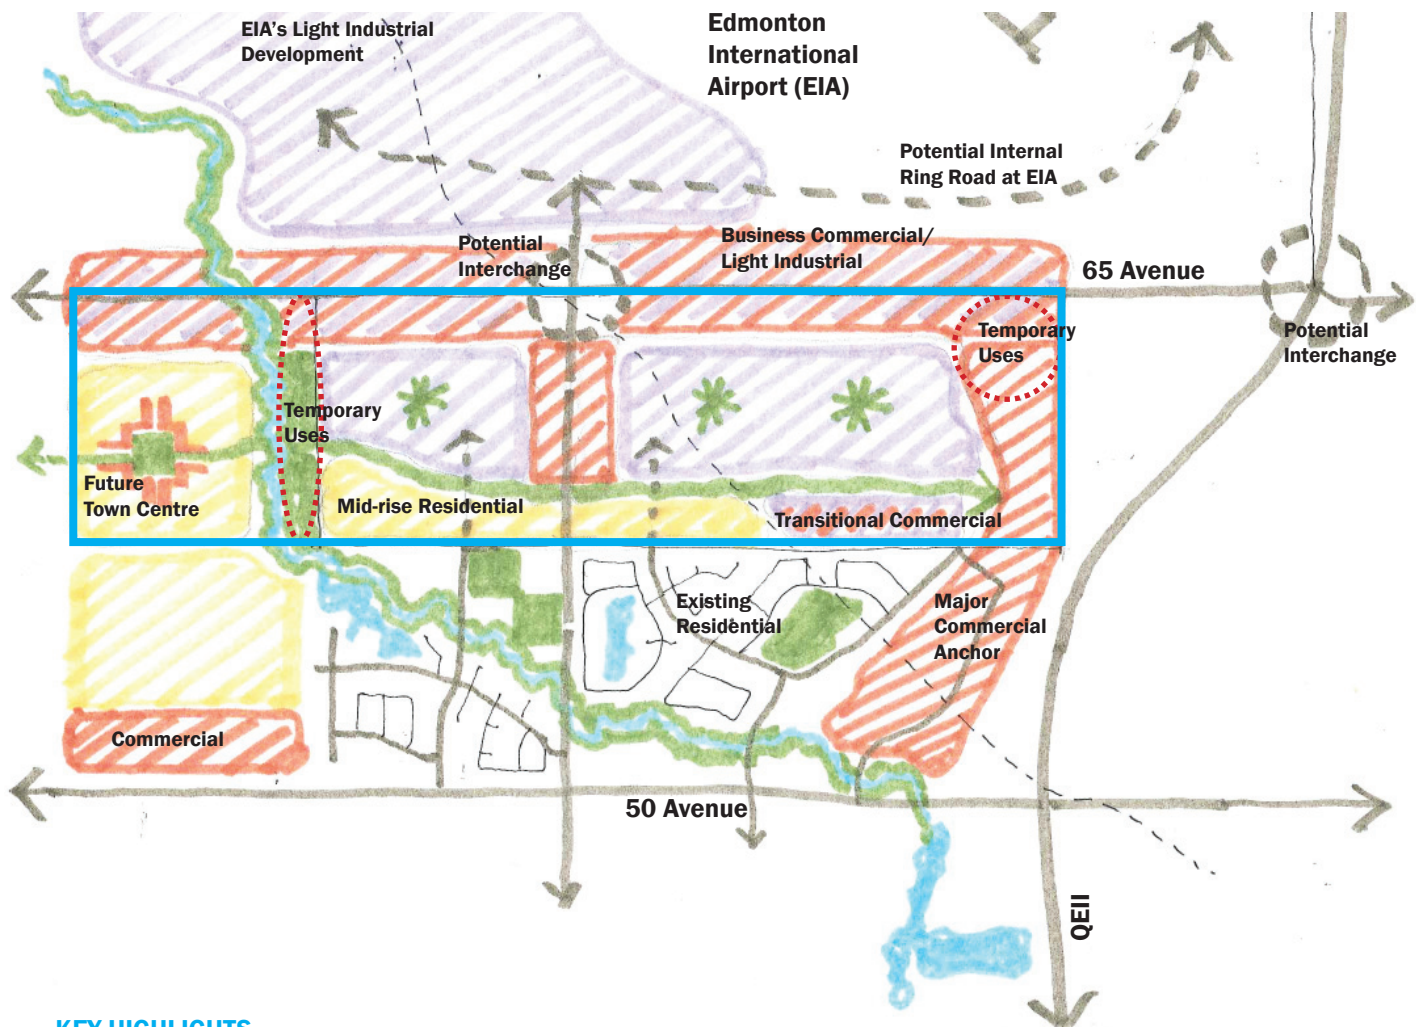 EIA’s Light Industrial
Development
Edmonton
International
Airport (EIA)
Potential Internal
Ring Road at EIA
Potential
Interchange
Business Commercial/
Light Industrial
65 Avenue
Temporary
Uses
Potential
Interchange
Temporary
Uses
Future
Town Centre
Mid-rise Residential
Transitional Commercial
Existing
Residential
Major
Commercial
Anchor
Commercial
50 Avenue
QEII
KEY HIGHLIGHTS